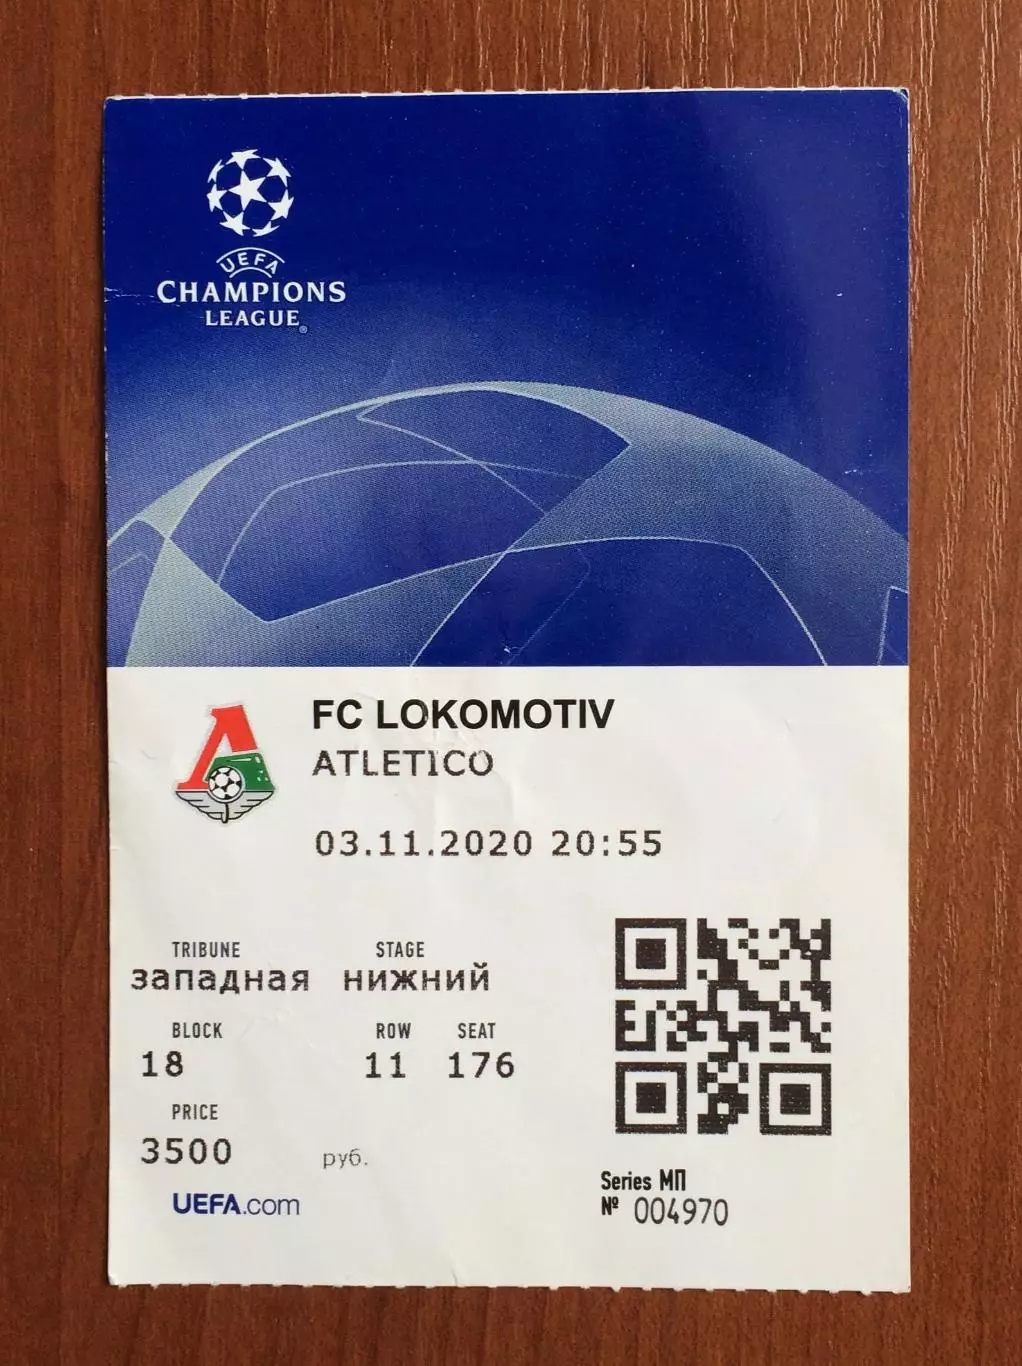 UEFA
CHAMPIONS
LEAGUE®
FC LOKOMOTIV
ATLETICO
03.11.2020 20:55
TRIBUNE STAGE
западная нижний
BLOCK ROW SEAT
18 11 176
PRICE
3500 руб.
UEFA.com
Series МП
№ 004970